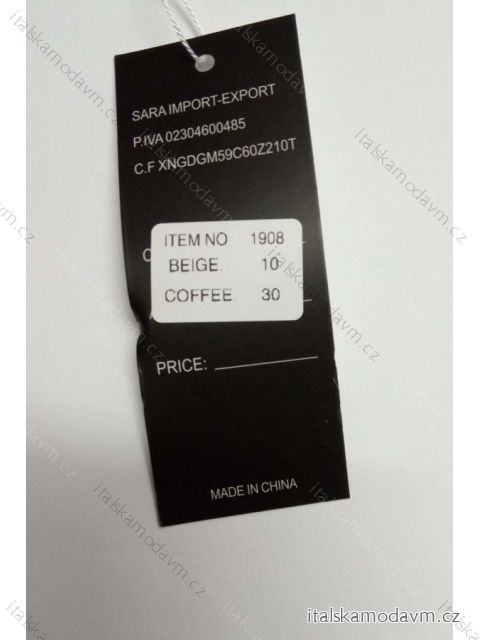 SARA IMPORT-EXPORT
P.IVA 02304600485
C.F XNGDGM59C60Z210T
ITEM NO 1908
BEIGE. 10
COFFEE. 30
PRICE:
MADE IN CHINA
italskamodavm.cz